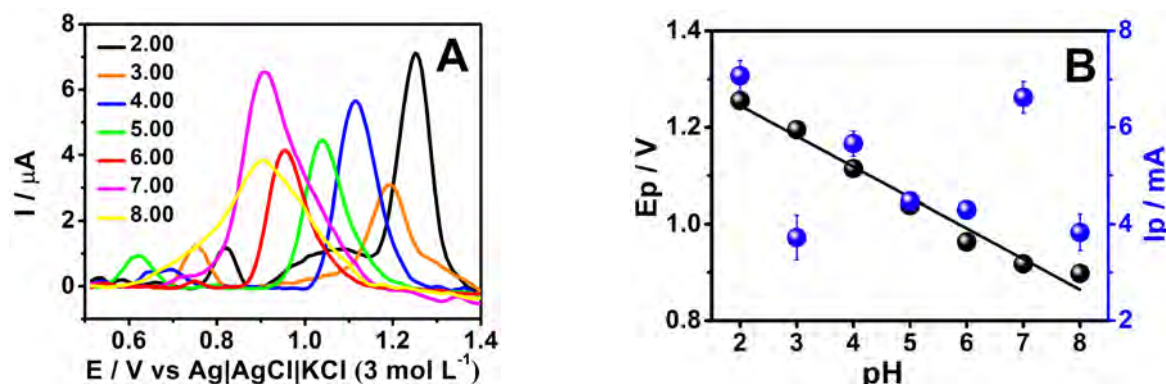 8
6
4
2
0
I / μA
2.00
3.00
4.00
5.00
6.00
7.00
8.00
A
0.6 0.8 1.0 1.2 1.4
E / V vs Ag|AgCl|KCl (3 mol L⁻¹)
1.4
1.2
1.0
0.8
Ep / V
B
8
6
4
2
Ip / mA
2 3 4 5 6 7 8
pH